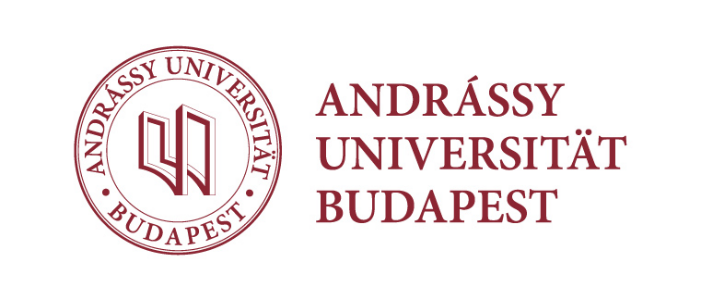 ANDRÁSSY UNIVERSITÄT
BUDAPEST
ANDRÁSSY
UNIVERSITÄT
BUDAPEST